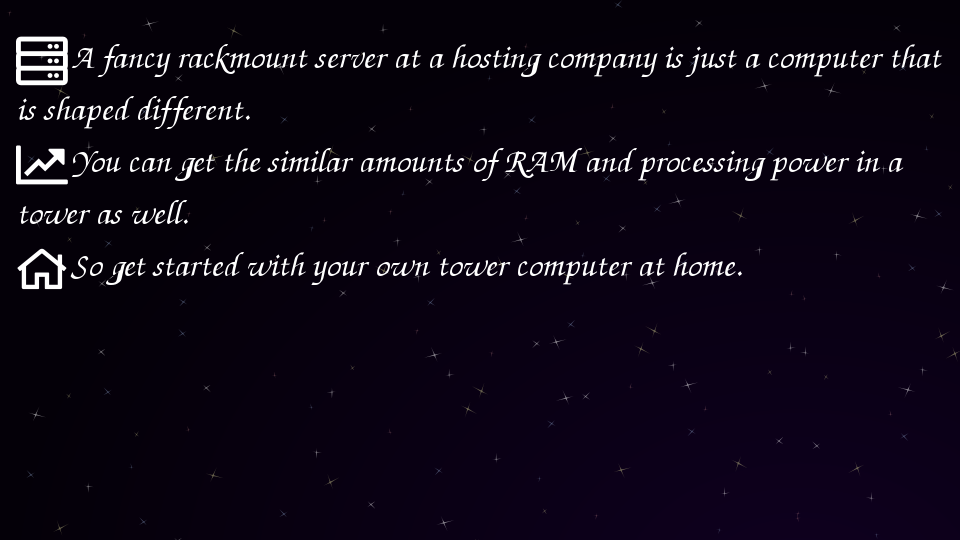 A fancy rackmount server at a hosting company is just a computer that
is shaped different.
You can get the similar amounts of RAM and processing power in a
tower as well.
So get started with your own tower computer at home.